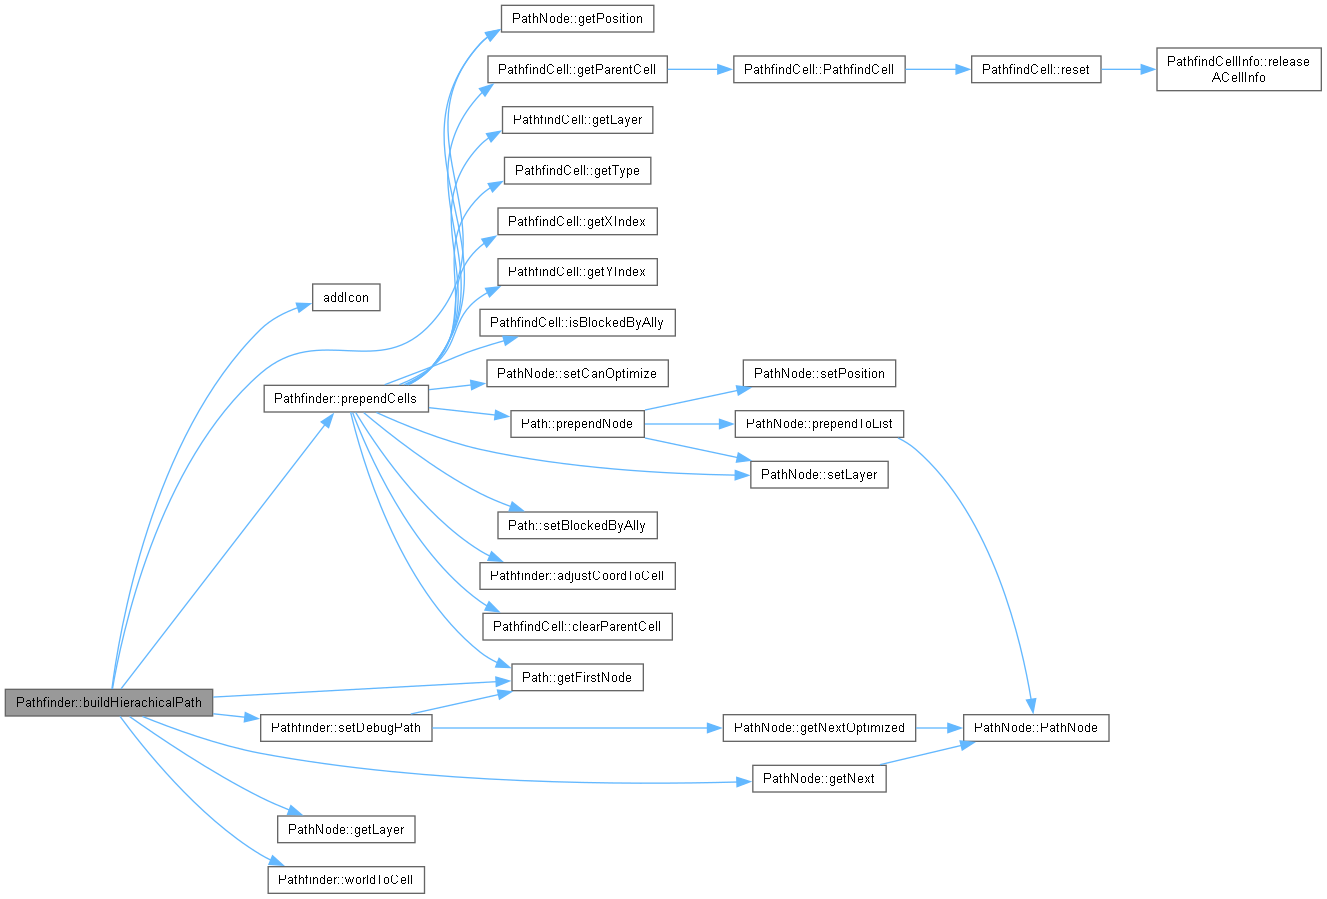 PathNode::getPosition
PathfindCell::getParentCell
PathfindCell::PathfindCell
PathfindCell::reset
PathfindCellInfo::release
ACellInfo
PathfindCell::getLayer
PathfindCell::getType
PathfindCell::getXIndex
PathfindCell::getYIndex
addIcon
PathfindCell::isBlockedByAlly
PathNode::setCanOptimize
PathNode::setPosition
Pathfinder::prependCells
Path::prependNode
PathNode::prependToList
PathNode::setLayer
Path::setBlockedByAlly
Pathfinder::adjustCoordToCell
PathfindCell::clearParentCell
Path::getFirstNode
Pathfinder::buildHierachicalPath
Pathfinder::setDebugPath
PathNode::getNextOptimized
PathNode::PathNode
PathNode::getNext
PathNode::getLayer
Pathfinder::worldToCell